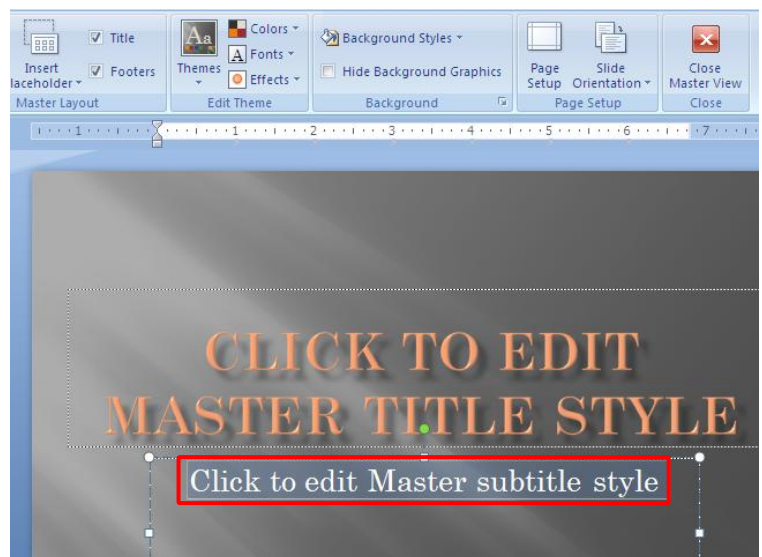 Title
Colors
Aa
Background Styles
A Fonts
Insert
laceholder
Footers
Themes
Effects
Hide Background Graphics
Page
Setup
Slide
Orientation
Close
Master View
Master Layout
Edit Theme
Background
Page Setup
Close
1 1 2 3 4 5 6 7
CLICK TO EDIT
MASTER TITLE STYLE
Click to edit Master subtitle style